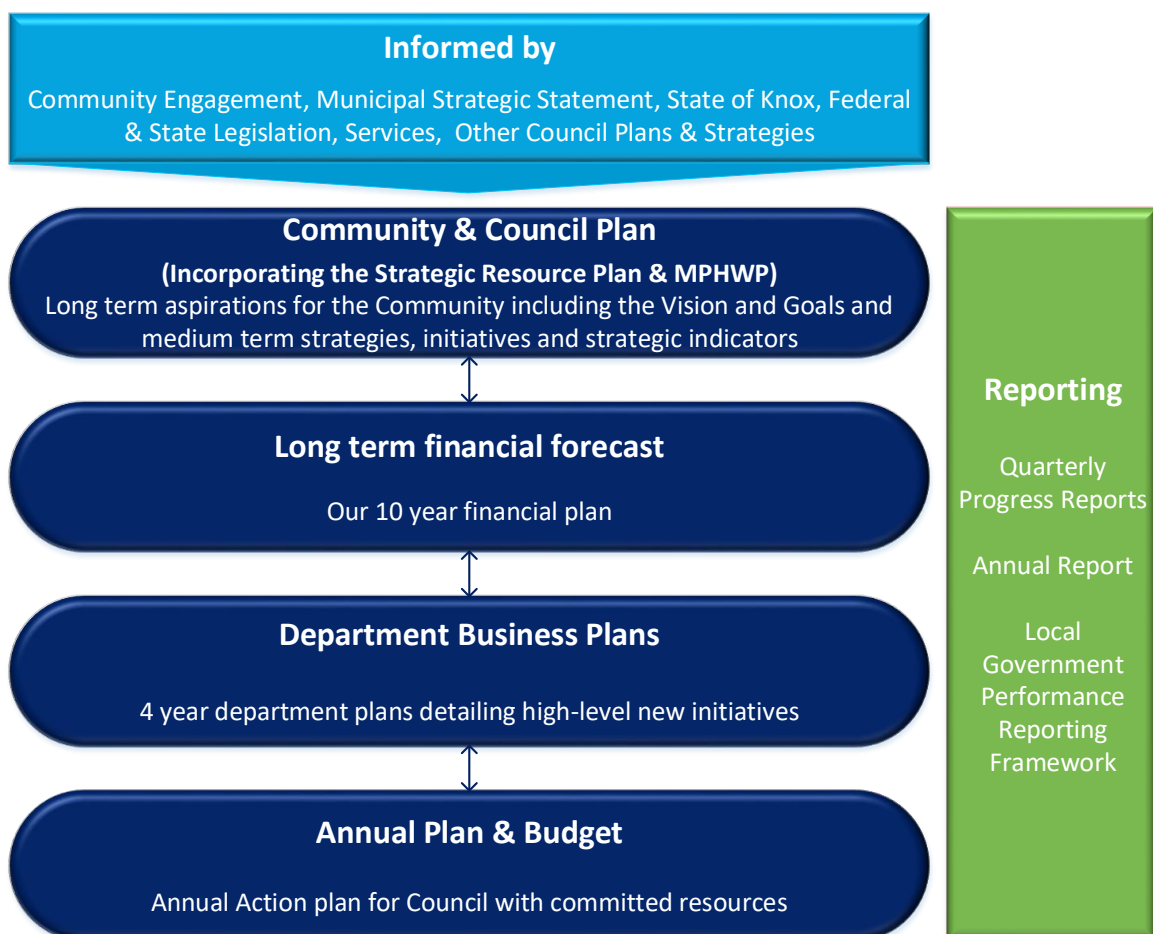 Informed by
Community Engagement, Municipal Strategic Statement, State of Knox, Federal
& State Legislation, Services, Other Council Plans & Strategies
Community & Council Plan
(Incorporating the Strategic Resource Plan & MPHWP)
Long term aspirations for the Community including the Vision and Goals and
medium term strategies, initiatives and strategic indicators
Long term financial forecast
Our 10 year financial plan
Department Business Plans
4 year department plans detailing high-level new initiatives
Annual Plan & Budget
Annual Action plan for Council with committed resources
Reporting
Quarterly
Progress Reports
Annual Report
Local
Government
Performance
Reporting
Framework